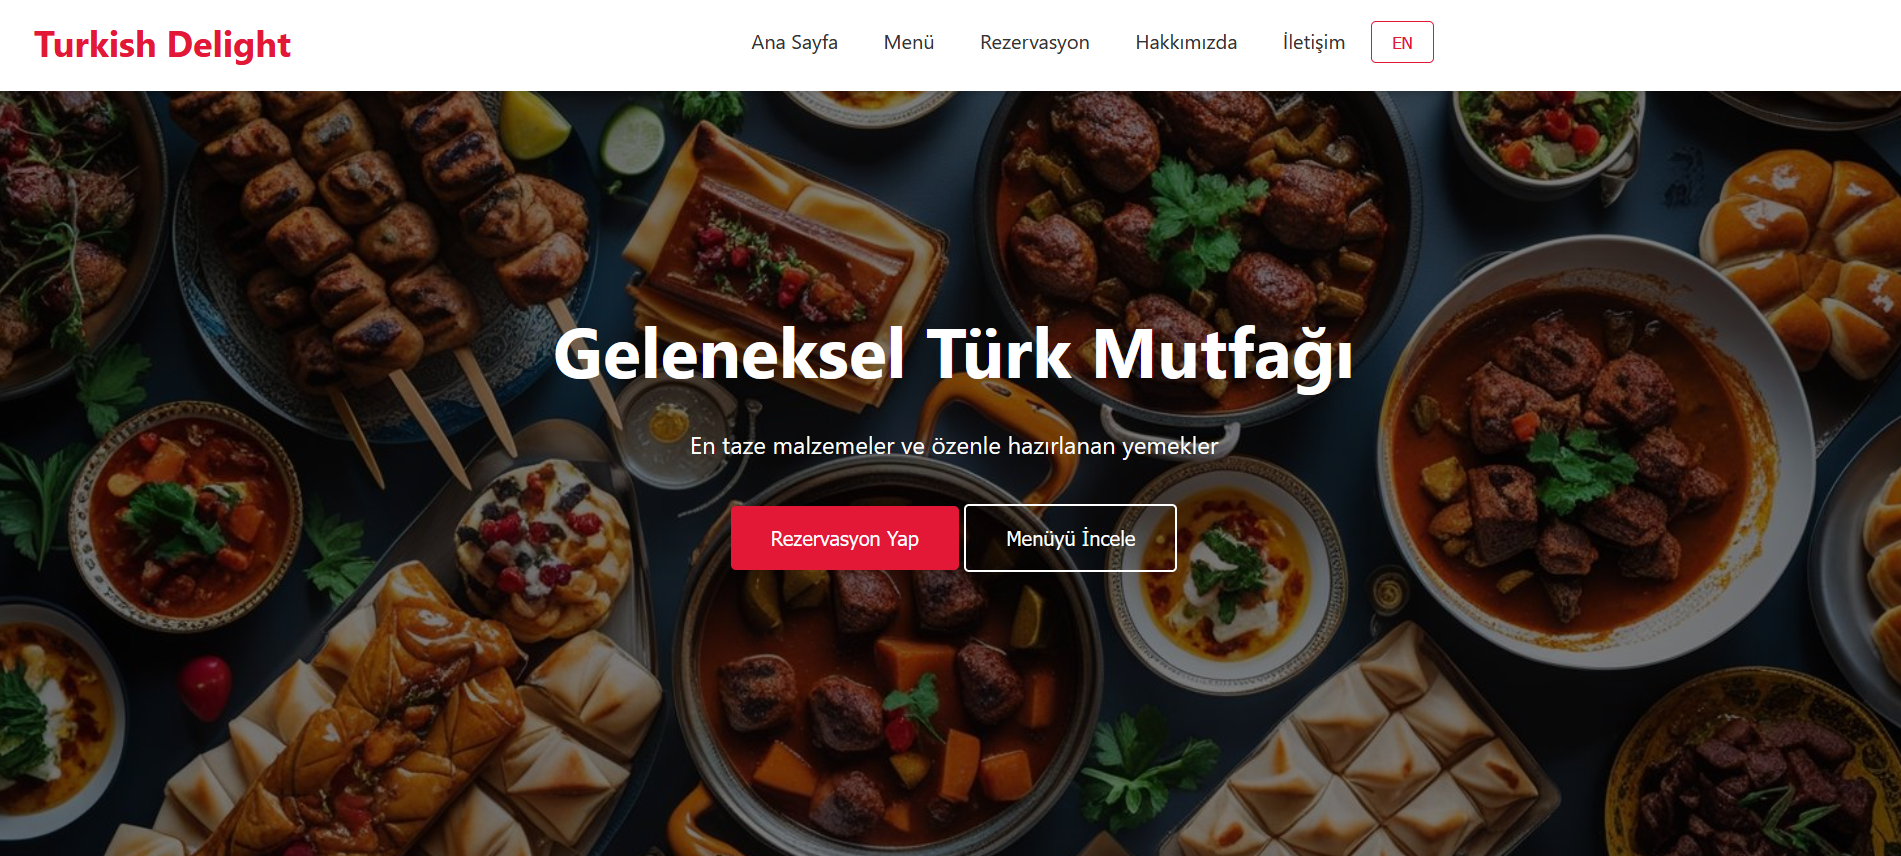 Turkish Delight
Ana Sayfa Menü Rezervasyon Hakkımızda İletişim EN
Geleneksel Türk Mutfağı
En taze malzemeler ve özenle hazırlanan yemekler
Rezervasyon Yap Menüyü İncele